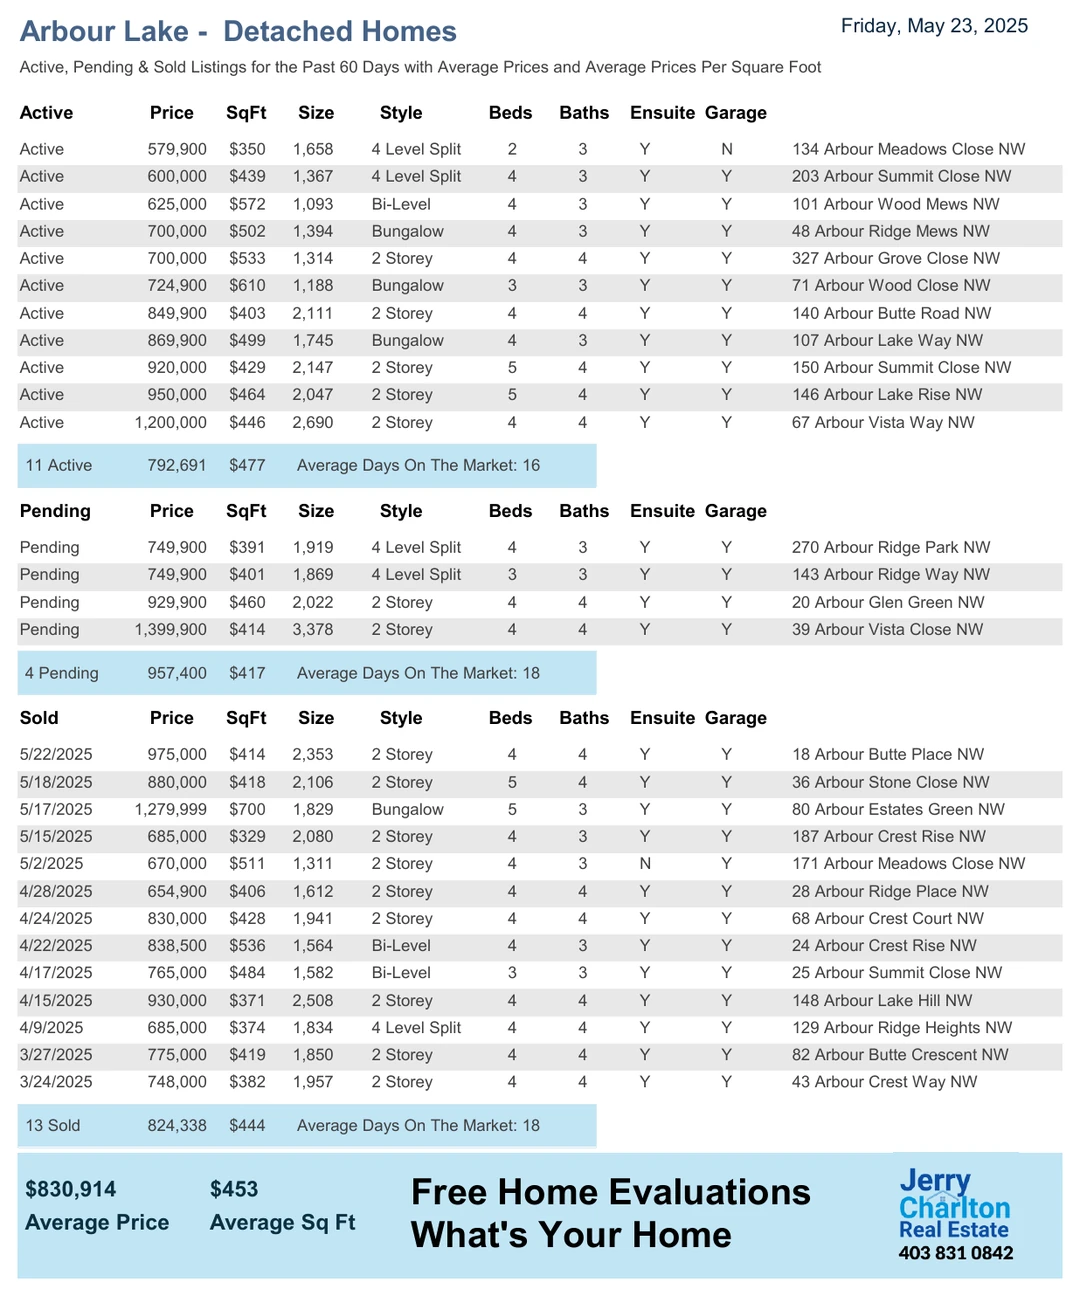 Arbour Lake - Detached Homes
Friday, May 23, 2025
Active, Pending & Sold Listings for the Past 60 Days with Average Prices and Average Prices Per Square Foot
Active Price SqFt Size Style Beds Baths Ensuite Garage
Active 579,900 $350 1,658 4 Level Split 2 3 Y N 134 Arbour Meadows Close NW
Active 600,000 $439 1,367 4 Level Split 4 3 Y Y 203 Arbour Summit Close NW
Active 625,000 $572 1,093 Bi-Level 4 3 Y Y 101 Arbour Wood Mews NW
Active 700,000 $502 1,394 Bungalow 4 3 Y Y 48 Arbour Ridge Mews NW
Active 700,000 $533 1,314 2 Storey 4 4 Y Y 327 Arbour Grove Close NW
Active 724,900 $610 1,188 Bungalow 3 3 Y Y 71 Arbour Wood Close NW
Active 849,900 $403 2,111 2 Storey 4 4 Y Y 140 Arbour Butte Road NW
Active 869,900 $499 1,745 Bungalow 4 3 Y Y 107 Arbour Lake Way NW
Active 920,000 $429 2,147 2 Storey 5 4 Y Y 150 Arbour Summit Close NW
Active 950,000 $464 2,047 2 Storey 5 4 Y Y 146 Arbour Lake Rise NW
Active 1,200,000 $446 2,690 2 Storey 4 4 Y Y 67 Arbour Vista Way NW
11 Active 792,691 $477 Average Days On The Market: 16
Pending Price SqFt Size Style Beds Baths Ensuite Garage
Pending 749,900 $391 1,919 4 Level Split 4 3 Y Y 270 Arbour Ridge Park NW
Pending 749,900 $401 1,869 4 Level Split 3 3 Y Y 143 Arbour Ridge Way NW
Pending 929,900 $460 2,022 2 Storey 4 4 Y Y 20 Arbour Glen Green NW
Pending 1,399,900 $414 3,378 2 Storey 4 4 Y Y 39 Arbour Vista Close NW
4 Pending 957,400 $417 Average Days On The Market: 18
Sold Price SqFt Size Style Beds Baths Ensuite Garage
5/22/2025 975,000 $414 2,353 2 Storey 4 4 Y Y 18 Arbour Butte Place NW
5/18/2025 880,000 $418 2,106 2 Storey 5 4 Y Y 36 Arbour Stone Close NW
5/17/2025 1,279,999 $700 1,829 Bungalow 5 3 Y Y 80 Arbour Estates Green NW
5/15/2025 685,000 $329 2,080 2 Storey 4 3 Y Y 187 Arbour Crest Rise NW
5/2/2025 670,000 $511 1,311 2 Storey 4 3 N Y 171 Arbour Meadows Close NW
4/28/2025 654,900 $406 1,612 2 Storey 4 4 Y Y 28 Arbour Ridge Place NW
4/24/2025 830,000 $428 1,941 2 Storey 4 4 Y Y 68 Arbour Crest Court NW
4/22/2025 838,500 $536 1,564 Bi-Level 4 3 Y Y 24 Arbour Crest Rise NW
4/17/2025 765,000 $484 1,582 Bi-Level 3 3 Y Y 25 Arbour Summit Close NW
4/15/2025 930,000 $371 2,508 2 Storey 4 4 Y Y 148 Arbour Lake Hill NW
4/9/2025 685,000 $374 1,834 4 Level Split 4 4 Y Y 129 Arbour Ridge Heights NW
3/27/2025 775,000 $419 1,850 2 Storey 4 4 Y Y 82 Arbour Butte Crescent NW
3/24/2025 748,000 $382 1,957 2 Storey 4 4 Y Y 43 Arbour Crest Way NW
13 Sold 824,338 $444 Average Days On The Market: 18
$830,914 $453
Average Price Average Sq Ft
Free Home Evaluations
What's Your Home
Jerry
Charlton
Real Estate
403 831 0842